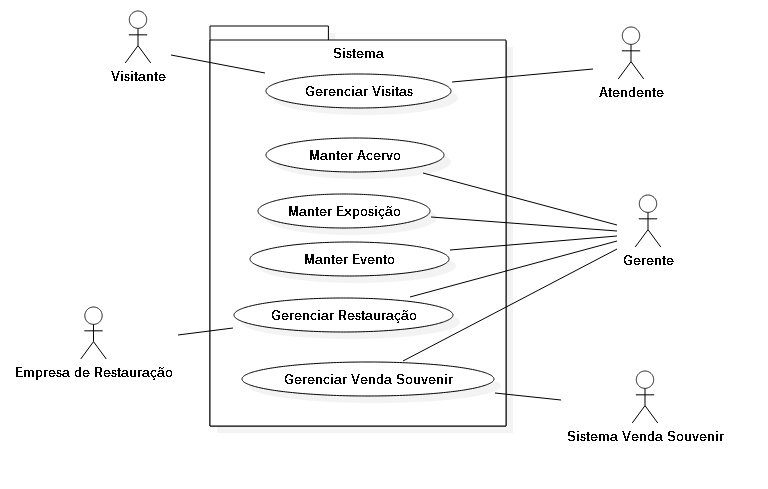 Visitante
Sistema
Atendente
Gerenciar Visitas
Manter Acervo
Manter Exposição
Manter Evento
Gerente
Gerenciar Restauração
Empresa de Restauração
Gerenciar Venda Souvenir
Sistema Venda Souvenir